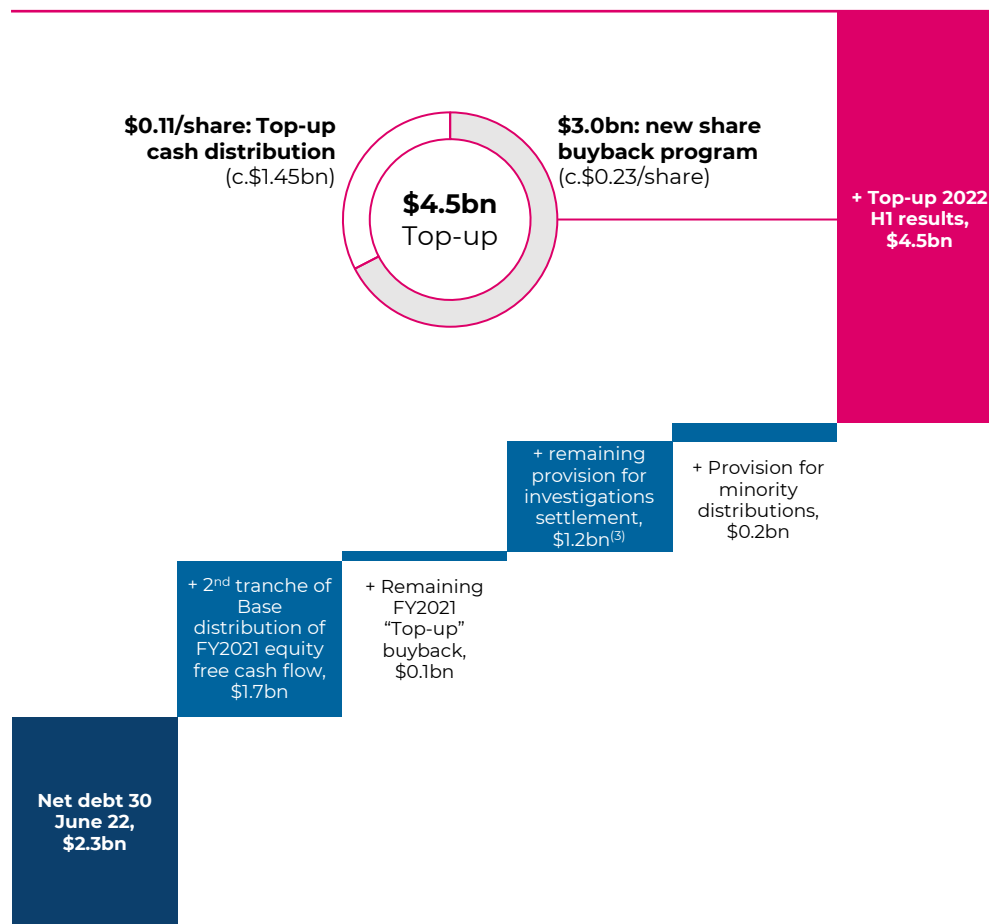 $0.11/share: Top-up
cash distribution
(c.$1.45bn)
$4.5bn
Top-up
$3.0bn: new share
buyback program
(c.$0.23/share)
+ Top-up 2022
H1 results,
$4.5bn
+ remaining
provision for
investigations
settlement,
$1.2bn(3)
+ Provision for
minority
distributions,
$0.2bn
+ 2nd tranche of
Base
distribution of
FY2021 equity
free cash flow,
$1.7bn
+ Remaining
FY2021
“Top-up”
buyback,
$0.1bn
Net debt 30
June 22,
$2.3bn